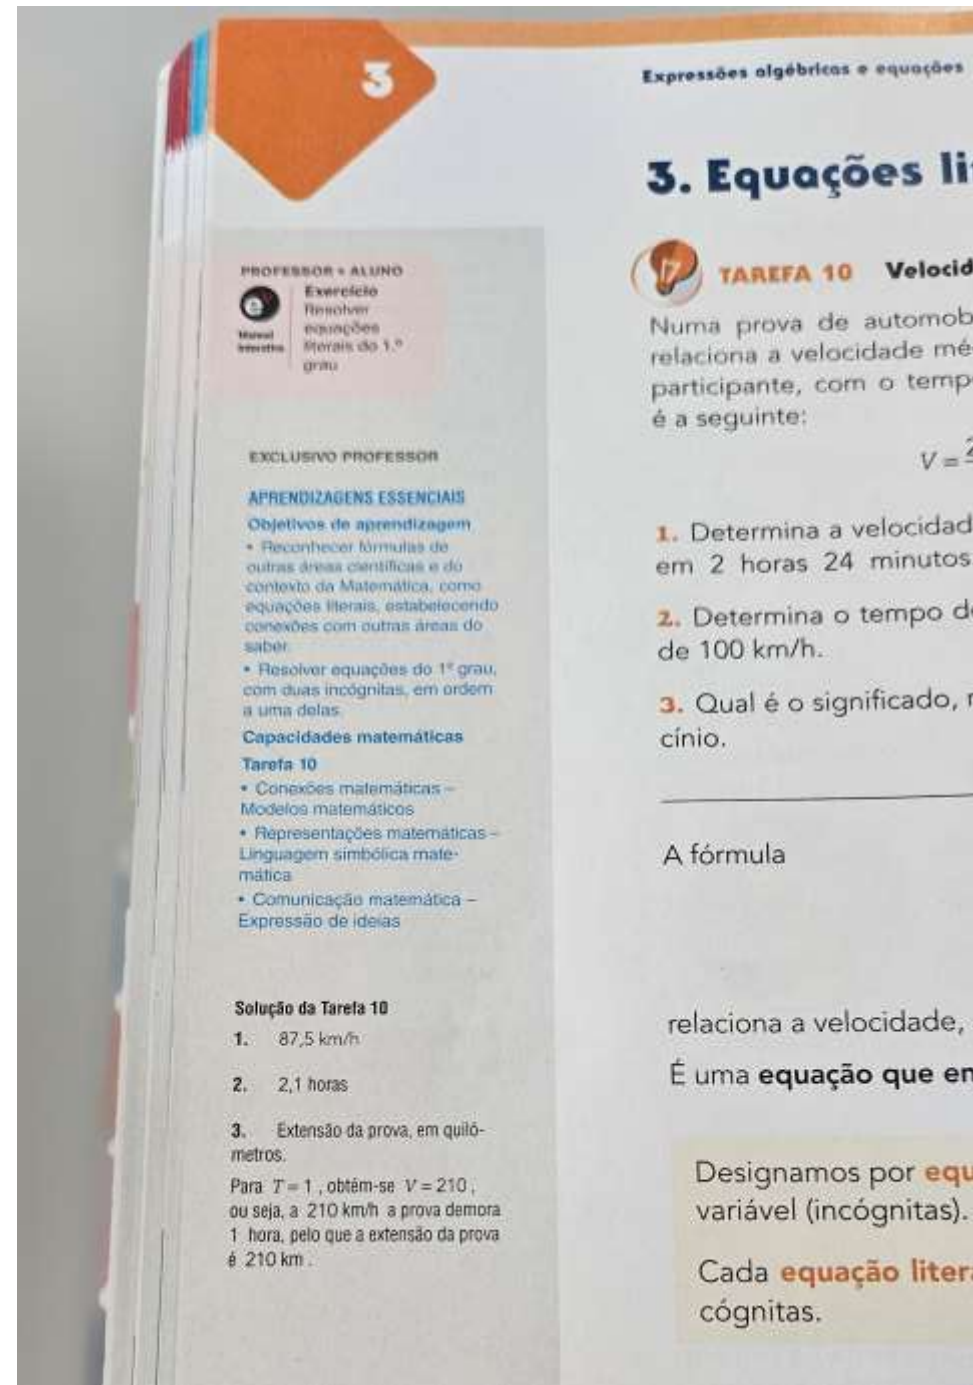 3
Expressões algébricas e equações
3. Equações li
PROFESSOR + ALUNO
Exercício
Resolver
equações
literais do 1.º
grau
Manual
Interativo
EXCLUSIVO PROFESSOR
APRENDIZAGENS ESSENCIAIS
Objetivos de aprendizagem
• Reconhecer fórmulas de
outras áreas científicas e do
contexto da Matemática, como
equações literais, estabelecendo
conexões com outras áreas do
saber.
• Resolver equações do 1º grau,
com duas incógnitas, em ordem
a uma delas.
Capacidades matemáticas
Tarefa 10
• Conexões matemáticas –
Modelos matemáticos
• Representações matemáticas –
Linguagem simbólica mate-
mática
• Comunicação matemática –
Expressão de ideias
Solução da Tarefa 10
1. 87,5 km/h
2. 2,1 horas
3. Extensão da prova, em quiló-
metros.
Para T = 1 , obtém-se V = 210 ,
ou seja, a 210 km/h a prova demora
1 hora, pelo que a extensão da prova
é 210 km .
TAREFA 10 Velocid
Numa prova de automob
relaciona a velocidade mé
participante, com o temp
é a seguinte:
V = 2
1. Determina a velocidad
em 2 horas 24 minutos
2. Determina o tempo d
de 100 km/h.
3. Qual é o significado,
cínio.
A fórmula
relaciona a velocidade,
É uma equação que en
Designamos por equ
variável (incógnitas).
Cada equação liter
cógnitas.